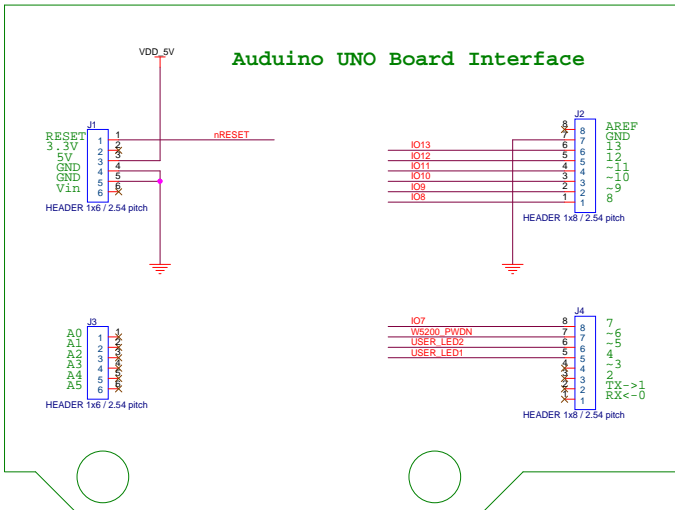 VDD_5V
Auduino UNO Board Interface
J1
RESET 1 1 nRESET
3.3V 2 2
5V 3 3
GND 4 4
GND 5 5
Vin 6 6
HEADER 1x6 / 2.54 pitch
J2
8 8 AREF
7 7 GND
IO13 6 6 13
IO12 5 5 12
IO11 4 4 ~11
IO10 3 3 ~10
IO9 2 2 ~9
IO8 1 1 8
HEADER 1x8 / 2.54 pitch
J3
A0 1 1
A1 2 2
A2 3 3
A3 4 4
A4 5 5
A5 6 6
HEADER 1x6 / 2.54 pitch
J4
IO7 8 8 7
W5200_PWDN 7 7 ~6
USER_LED2 6 6 ~5
USER_LED1 5 5 4
4 4 ~3
3 3 2
2 2 TX->1
1 1 RX<-0
HEADER 1x8 / 2.54 pitch